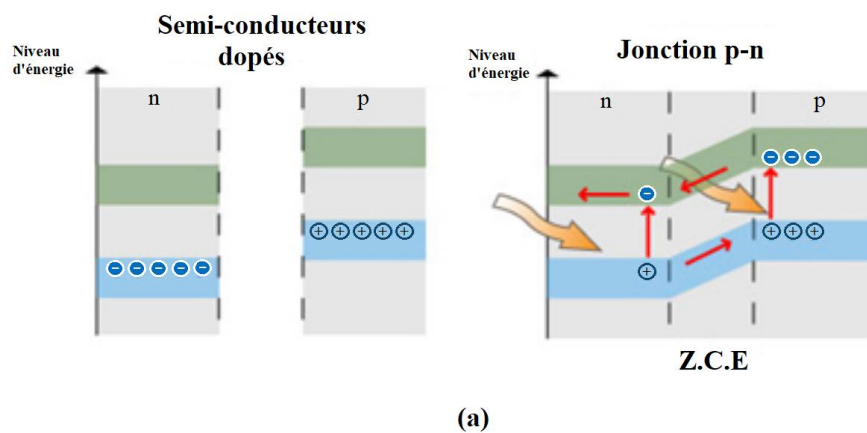 Semi-conducteurs
dopés
Niveau
d'énergie
n
p
Jonction p-n
Niveau
d'énergie
n
p
Z.C.E
(a)